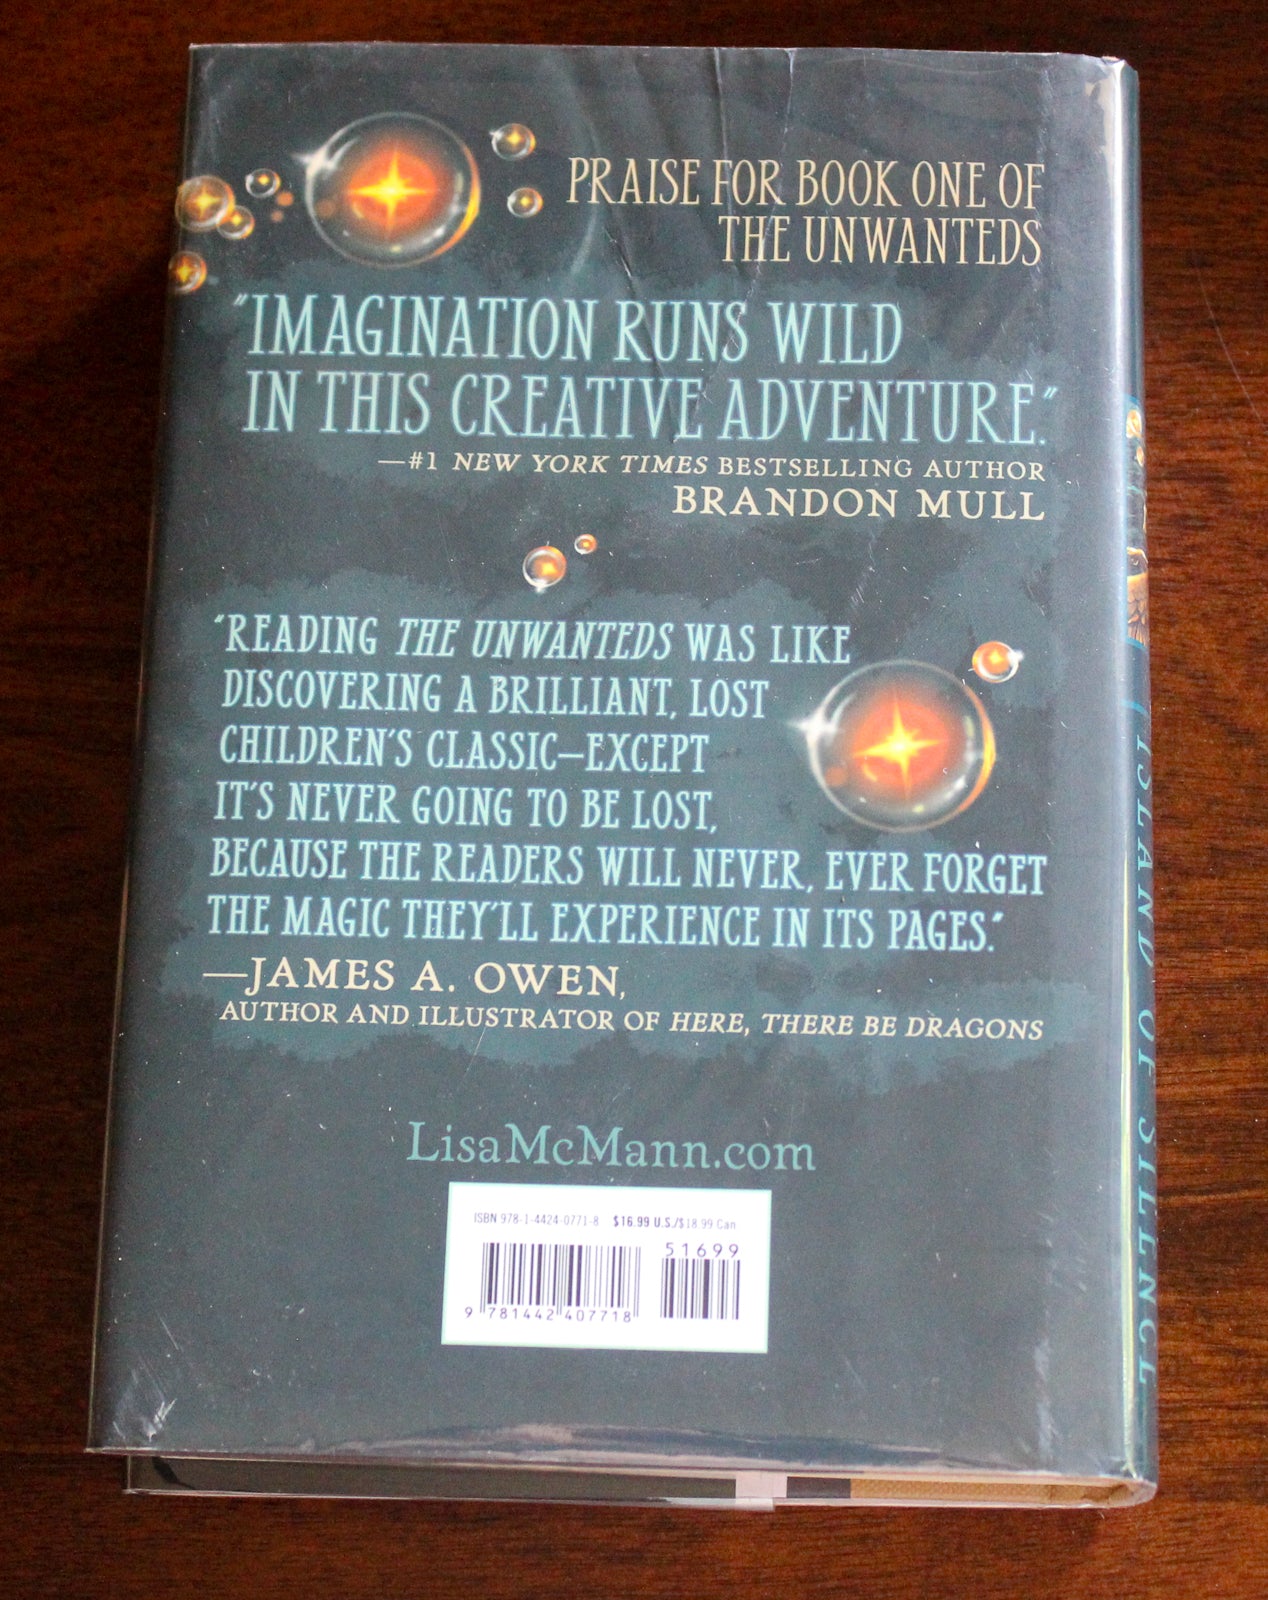 PRAISE FOR BOOK ONE OF
THE UNWANTEDS
"IMAGINATION RUNS WILD
IN THIS CREATIVE ADVENTURE."
—#1 NEW YORK TIMES BESTSELLING AUTHOR
BRANDON MULL
"READING THE UNWANTEDS WAS LIKE
DISCOVERING A BRILLIANT, LOST
CHILDREN'S CLASSIC—EXCEPT
IT'S NEVER GOING TO BE LOST,
BECAUSE THE READERS WILL NEVER, EVER FORGET
THE MAGIC THEY'LL EXPERIENCE IN ITS PAGES."
—JAMES A. OWEN,
AUTHOR AND ILLUSTRATOR OF HERE, THERE BE DRAGONS
LisaMcMann.com
ISBN 978-1-4424-0771-8 $16.99 U.S./$18.99 Can.
51699
9 781442 407718
ISLAND OF SILENCE